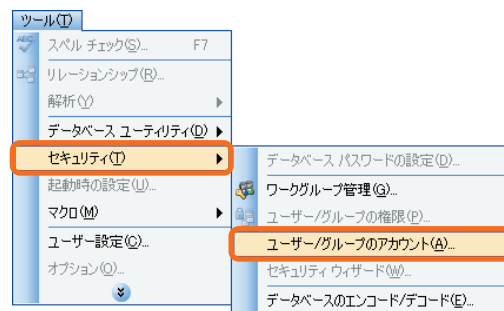 ツール(T)
スペル チェック(S)... F7
リレーションシップ(R)...
解析(Y)
データベース ユーティリティ(D)
セキュリティ(T)
起動時の設定(U)...
マクロ(M)
ユーザー設定(C)...
オプション(O)...
データベース パスワードの設定(D)...
ワークグループ管理(G)...
ユーザー/グループの権限(P)...
ユーザー/グループのアカウント(A)...
セキュリティ ウィザード(W)...
データベースのエンコード/デコード(E)...